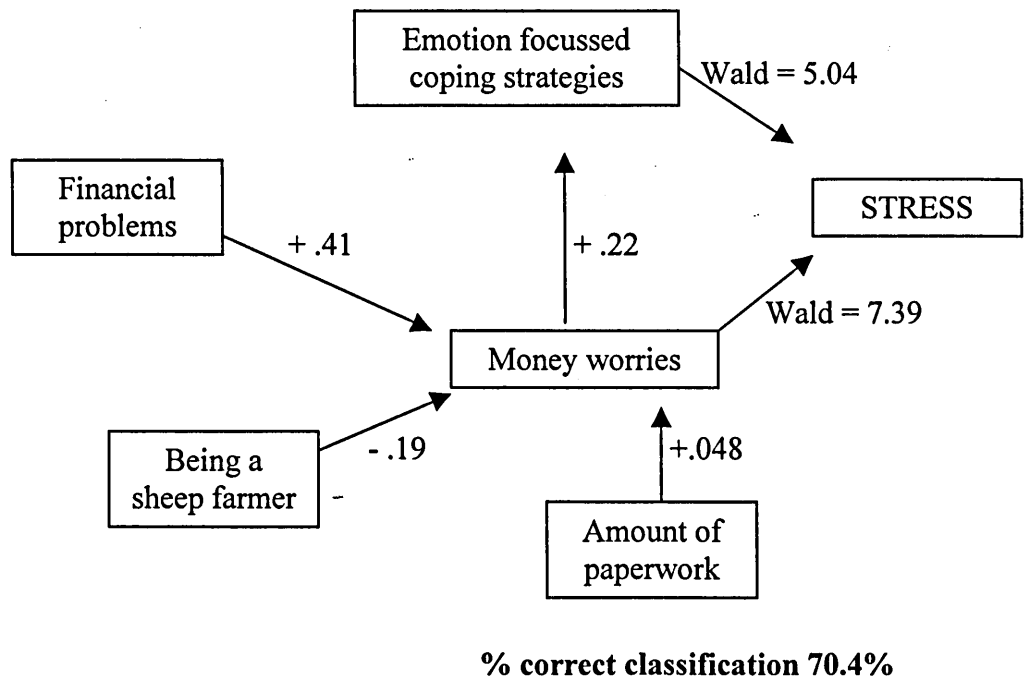 Emotion focussed
coping strategies
Wald = 5.04
Financial
problems
STRESS
+ .41
+ .22
Wald = 7.39
Money worries
Being a
sheep farmer
- .19
+.048
Amount of
paperwork
% correct classification 70.4%